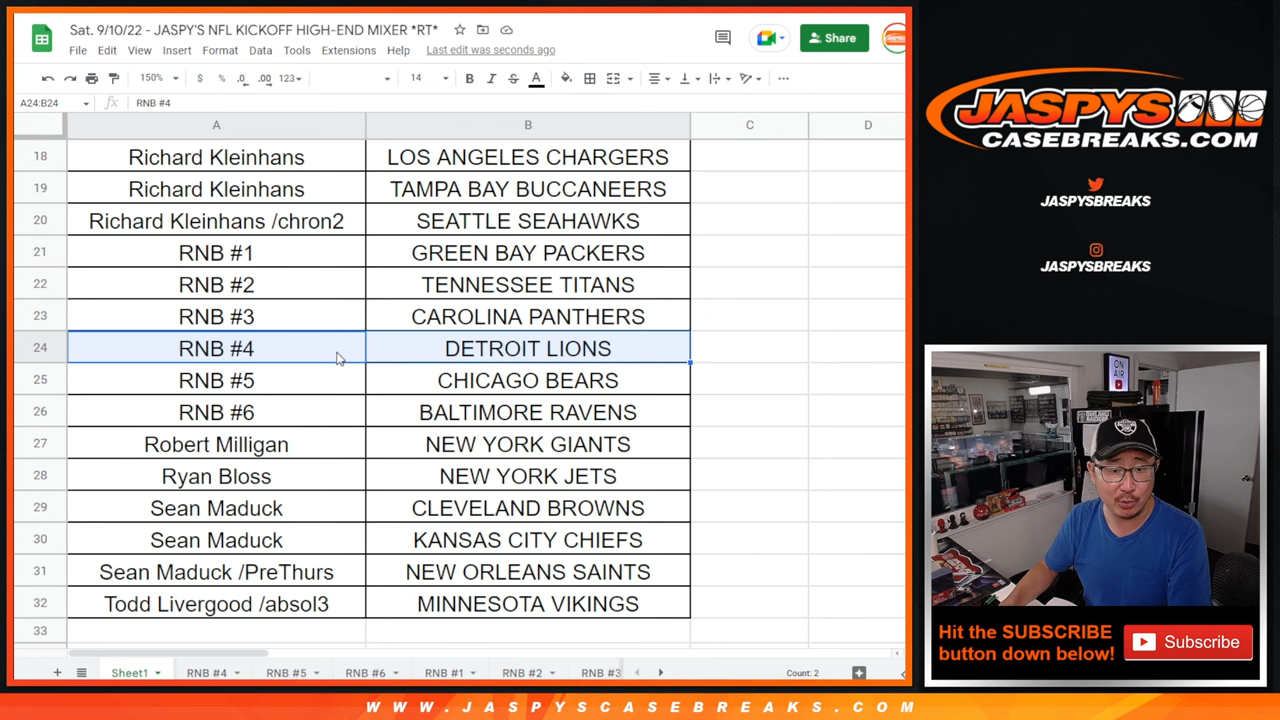 Sat. 9/10/22 - JASPY'S NFL KICKOFF HIGH-END MIXER *RT*
Share
File Edit View Insert Format Data Tools Extensions Help Last edit was seconds ago
150% $ % .0 .00 123 14 B I S A
A24:B24 fx RNB #4
A B C D
18 Richard Kleinhans LOS ANGELES CHARGERS
19 Richard Kleinhans TAMPA BAY BUCCANEERS
20 Richard Kleinhans /chron2 SEATTLE SEAHAWKS
21 RNB #1 GREEN BAY PACKERS
22 RNB #2 TENNESSEE TITANS
23 RNB #3 CAROLINA PANTHERS
24 RNB #4 DETROIT LIONS
25 RNB #5 CHICAGO BEARS
26 RNB #6 BALTIMORE RAVENS
27 Robert Milligan NEW YORK GIANTS
28 Ryan Bloss NEW YORK JETS
29 Sean Maduck CLEVELAND BROWNS
30 Sean Maduck KANSAS CITY CHIEFS
31 Sean Maduck /PreThurs NEW ORLEANS SAINTS
32 Todd Livergood /absol3 MINNESOTA VIKINGS
33
Sheet1 RNB #4 RNB #5 RNB #6 RNB #1 RNB #2 RNB #3 Count: 2
JASPYS
CASEBREAKS.COM
JASPYSBREAKS
JASPYSBREAKS
ON
AIR
Hit the SUBSCRIBE
button down below!
Subscribe
WWW.JASPYSCASEBREAKS.COM